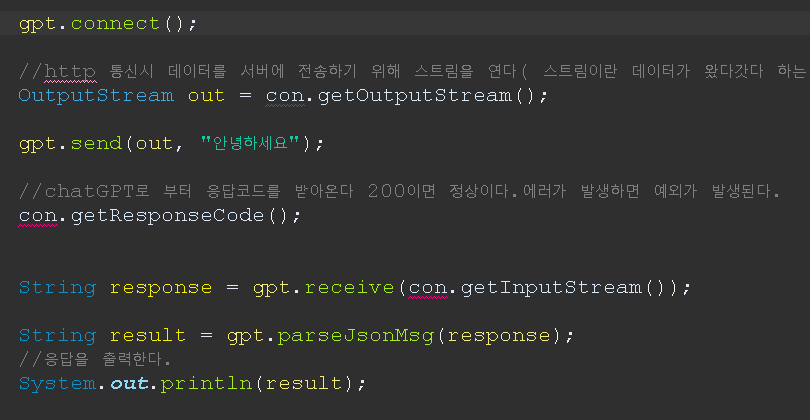 gpt.connect();
//http 통신시 데이터를 서버에 전송하기 위해 스트림을 연다( 스트림이란 데이터가 왔다갓다 하는
OutputStream out = con.getOutputStream();
gpt.send(out, "안녕하세요");
//chatGPT로 부터 응답코드를 받아온다 200이면 정상이다.에러가 발생하면 예외가 발생된다.
con.getResponseCode();
String response = gpt.receive(con.getInputStream());
String result = gpt.parseJsonMsg(response);
//응답을 출력한다.
System.out.println(result);